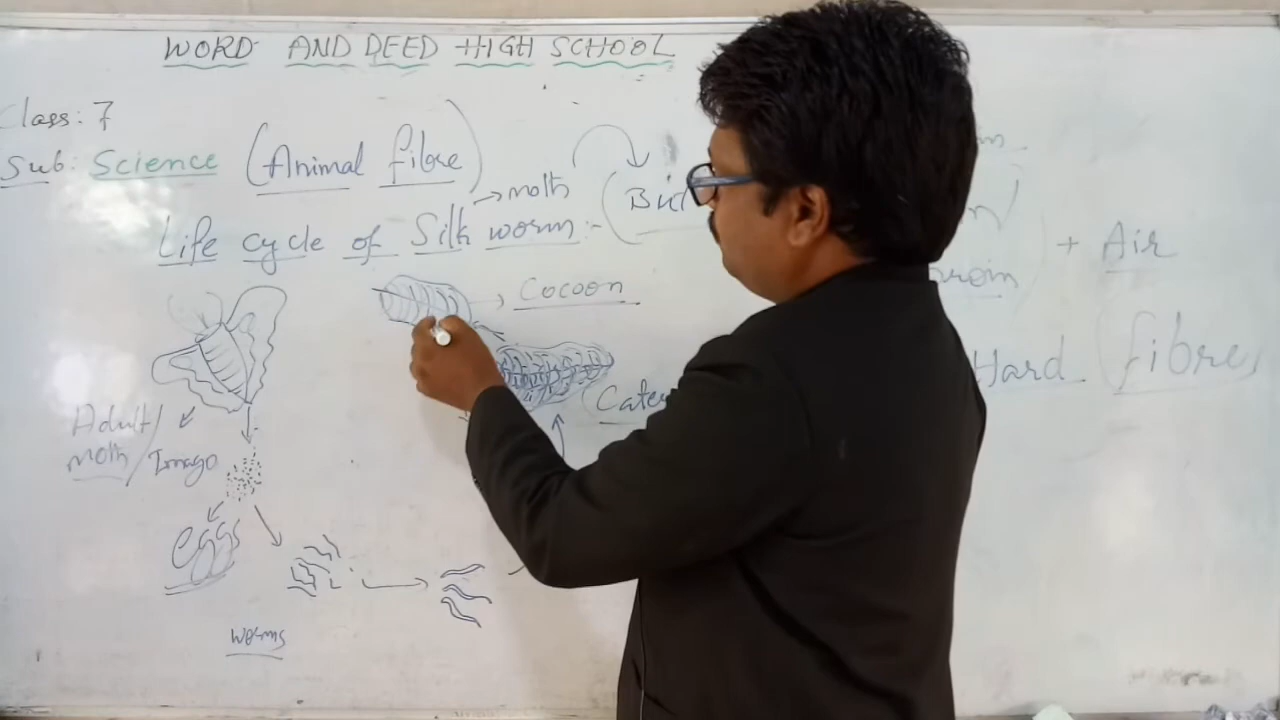 WORD AND DEED HIGH SCHOOL
Class: 7
Sub: Science (Animal fibre)
→ moth
Life cycle of Silk worm:- (
+ Air
Cocoon
Hard (fibre)
Adult/
moth/Imago
eggs
worms